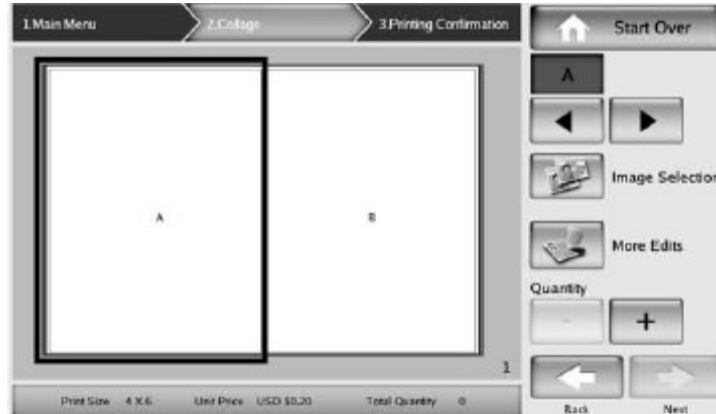 1.Main Menu
2.Collage
3.Printing Confirmation
Start Over
A
Image Selection
A
B
More Edits
Quantity
- +
1
Print Size 4 X 6 Unit Price USD $0.20 Total Quantity 0
Back Next